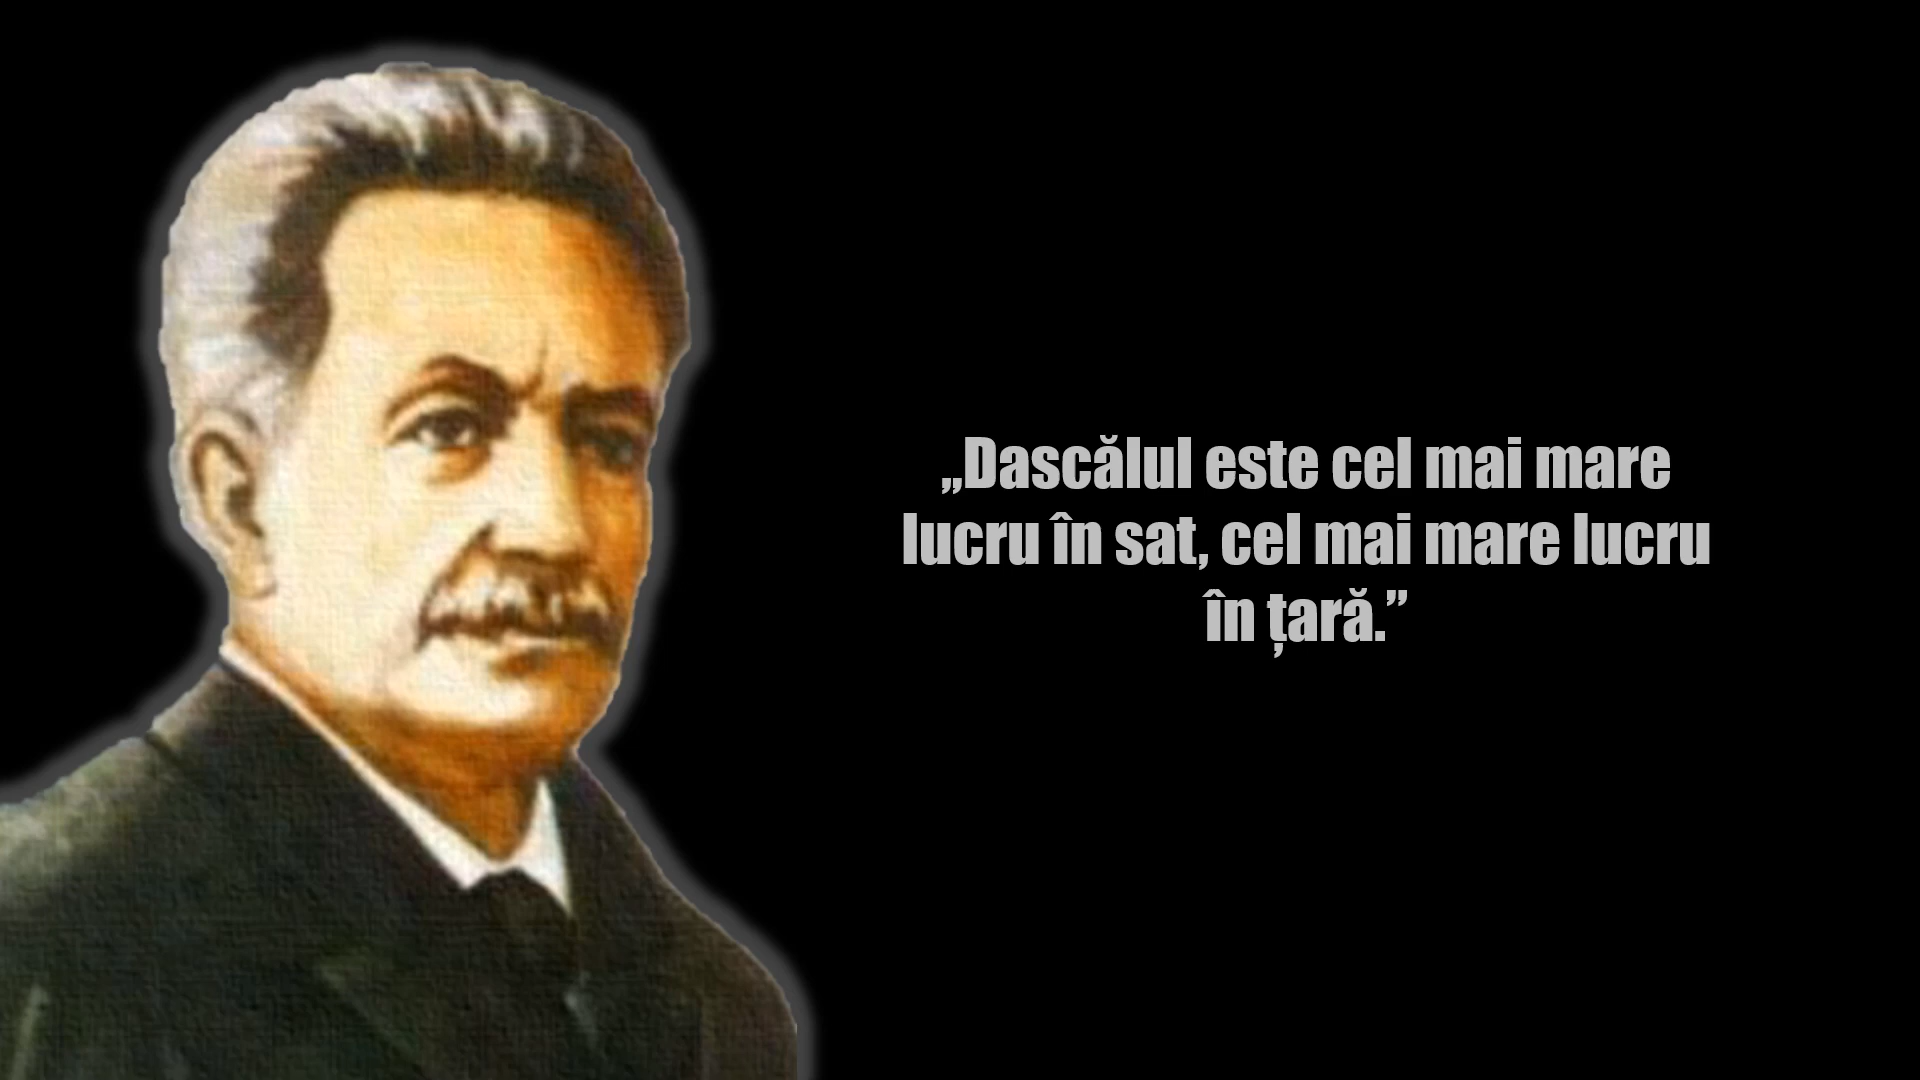 „Dascălul este cel mai mare
lucru în sat, cel mai mare lucru
în țară.”